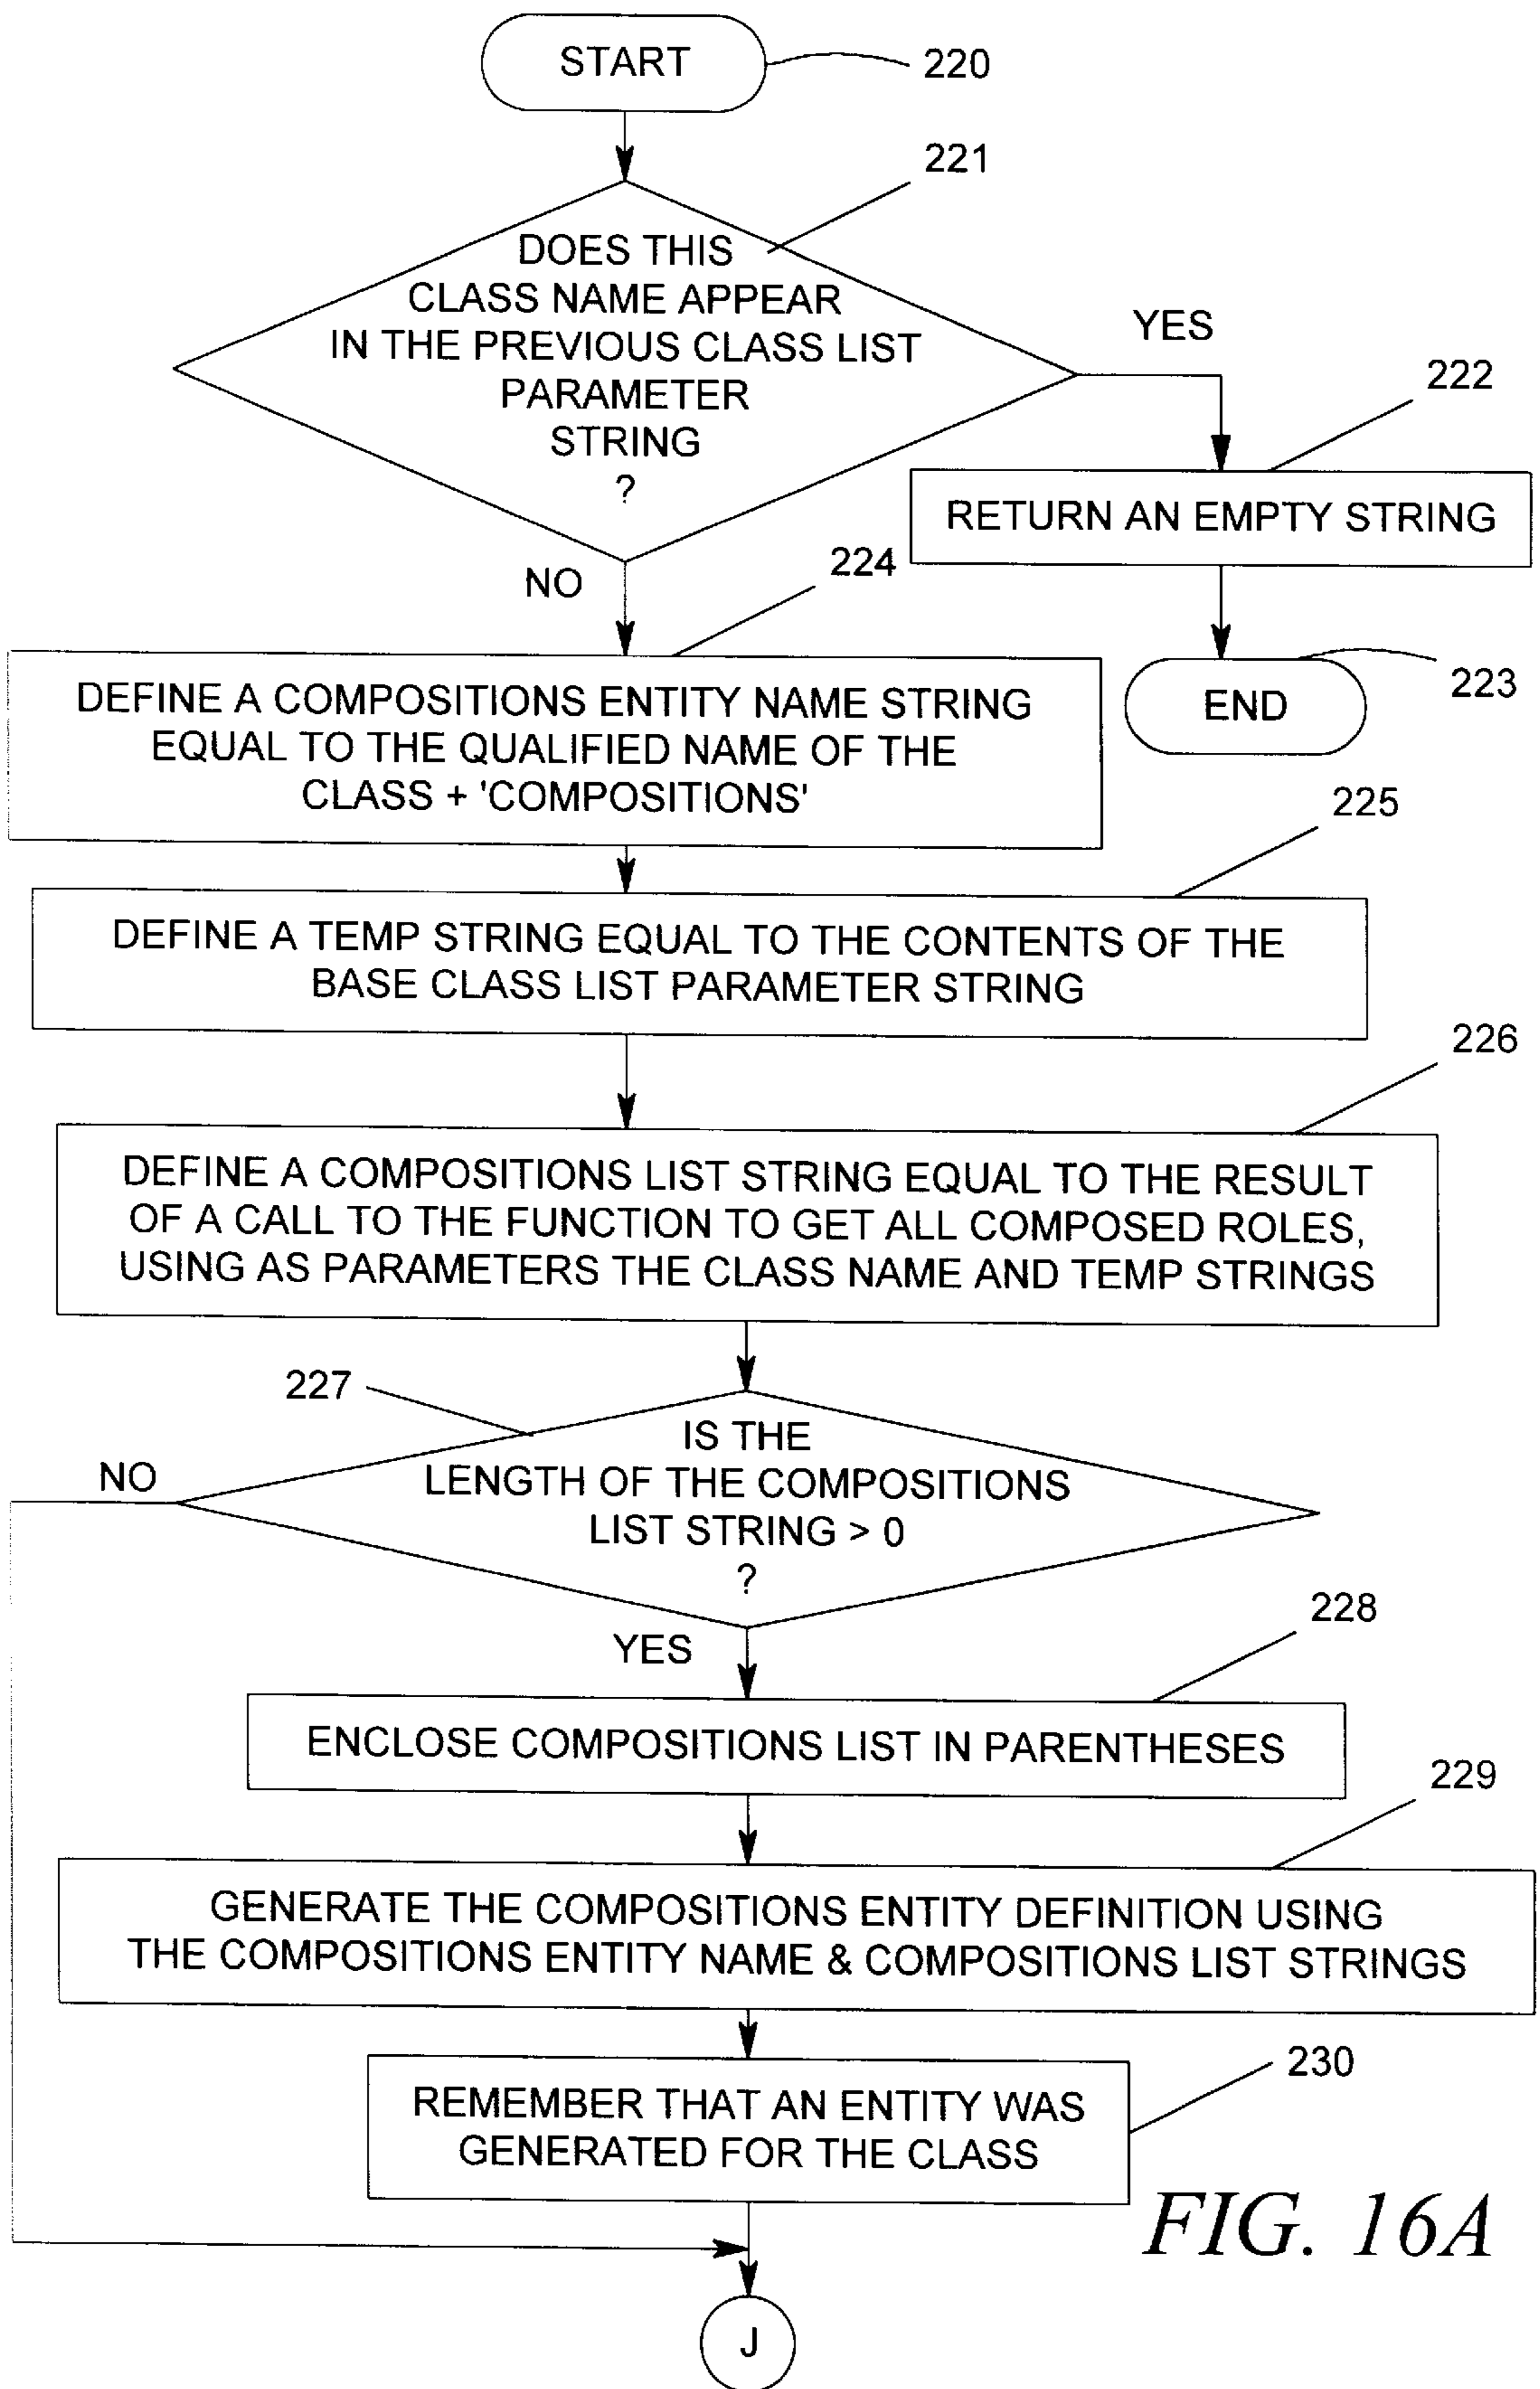 START
220
221
DOES THIS
CLASS NAME APPEAR
IN THE PREVIOUS CLASS LIST
PARAMETER
STRING
?
YES
222
RETURN AN EMPTY STRING
NO
224
223
END
DEFINE A COMPOSITIONS ENTITY NAME STRING
EQUAL TO THE QUALIFIED NAME OF THE
CLASS + 'COMPOSITIONS'
225
DEFINE A TEMP STRING EQUAL TO THE CONTENTS OF THE
BASE CLASS LIST PARAMETER STRING
226
DEFINE A COMPOSITIONS LIST STRING EQUAL TO THE RESULT
OF A CALL TO THE FUNCTION TO GET ALL COMPOSED ROLES,
USING AS PARAMETERS THE CLASS NAME AND TEMP STRINGS
227
NO
IS THE
LENGTH OF THE COMPOSITIONS
LIST STRING > 0
?
YES
228
ENCLOSE COMPOSITIONS LIST IN PARENTHESES
229
GENERATE THE COMPOSITIONS ENTITY DEFINITION USING
THE COMPOSITIONS ENTITY NAME & COMPOSITIONS LIST STRINGS
230
REMEMBER THAT AN ENTITY WAS
GENERATED FOR THE CLASS
FIG. 16A
J